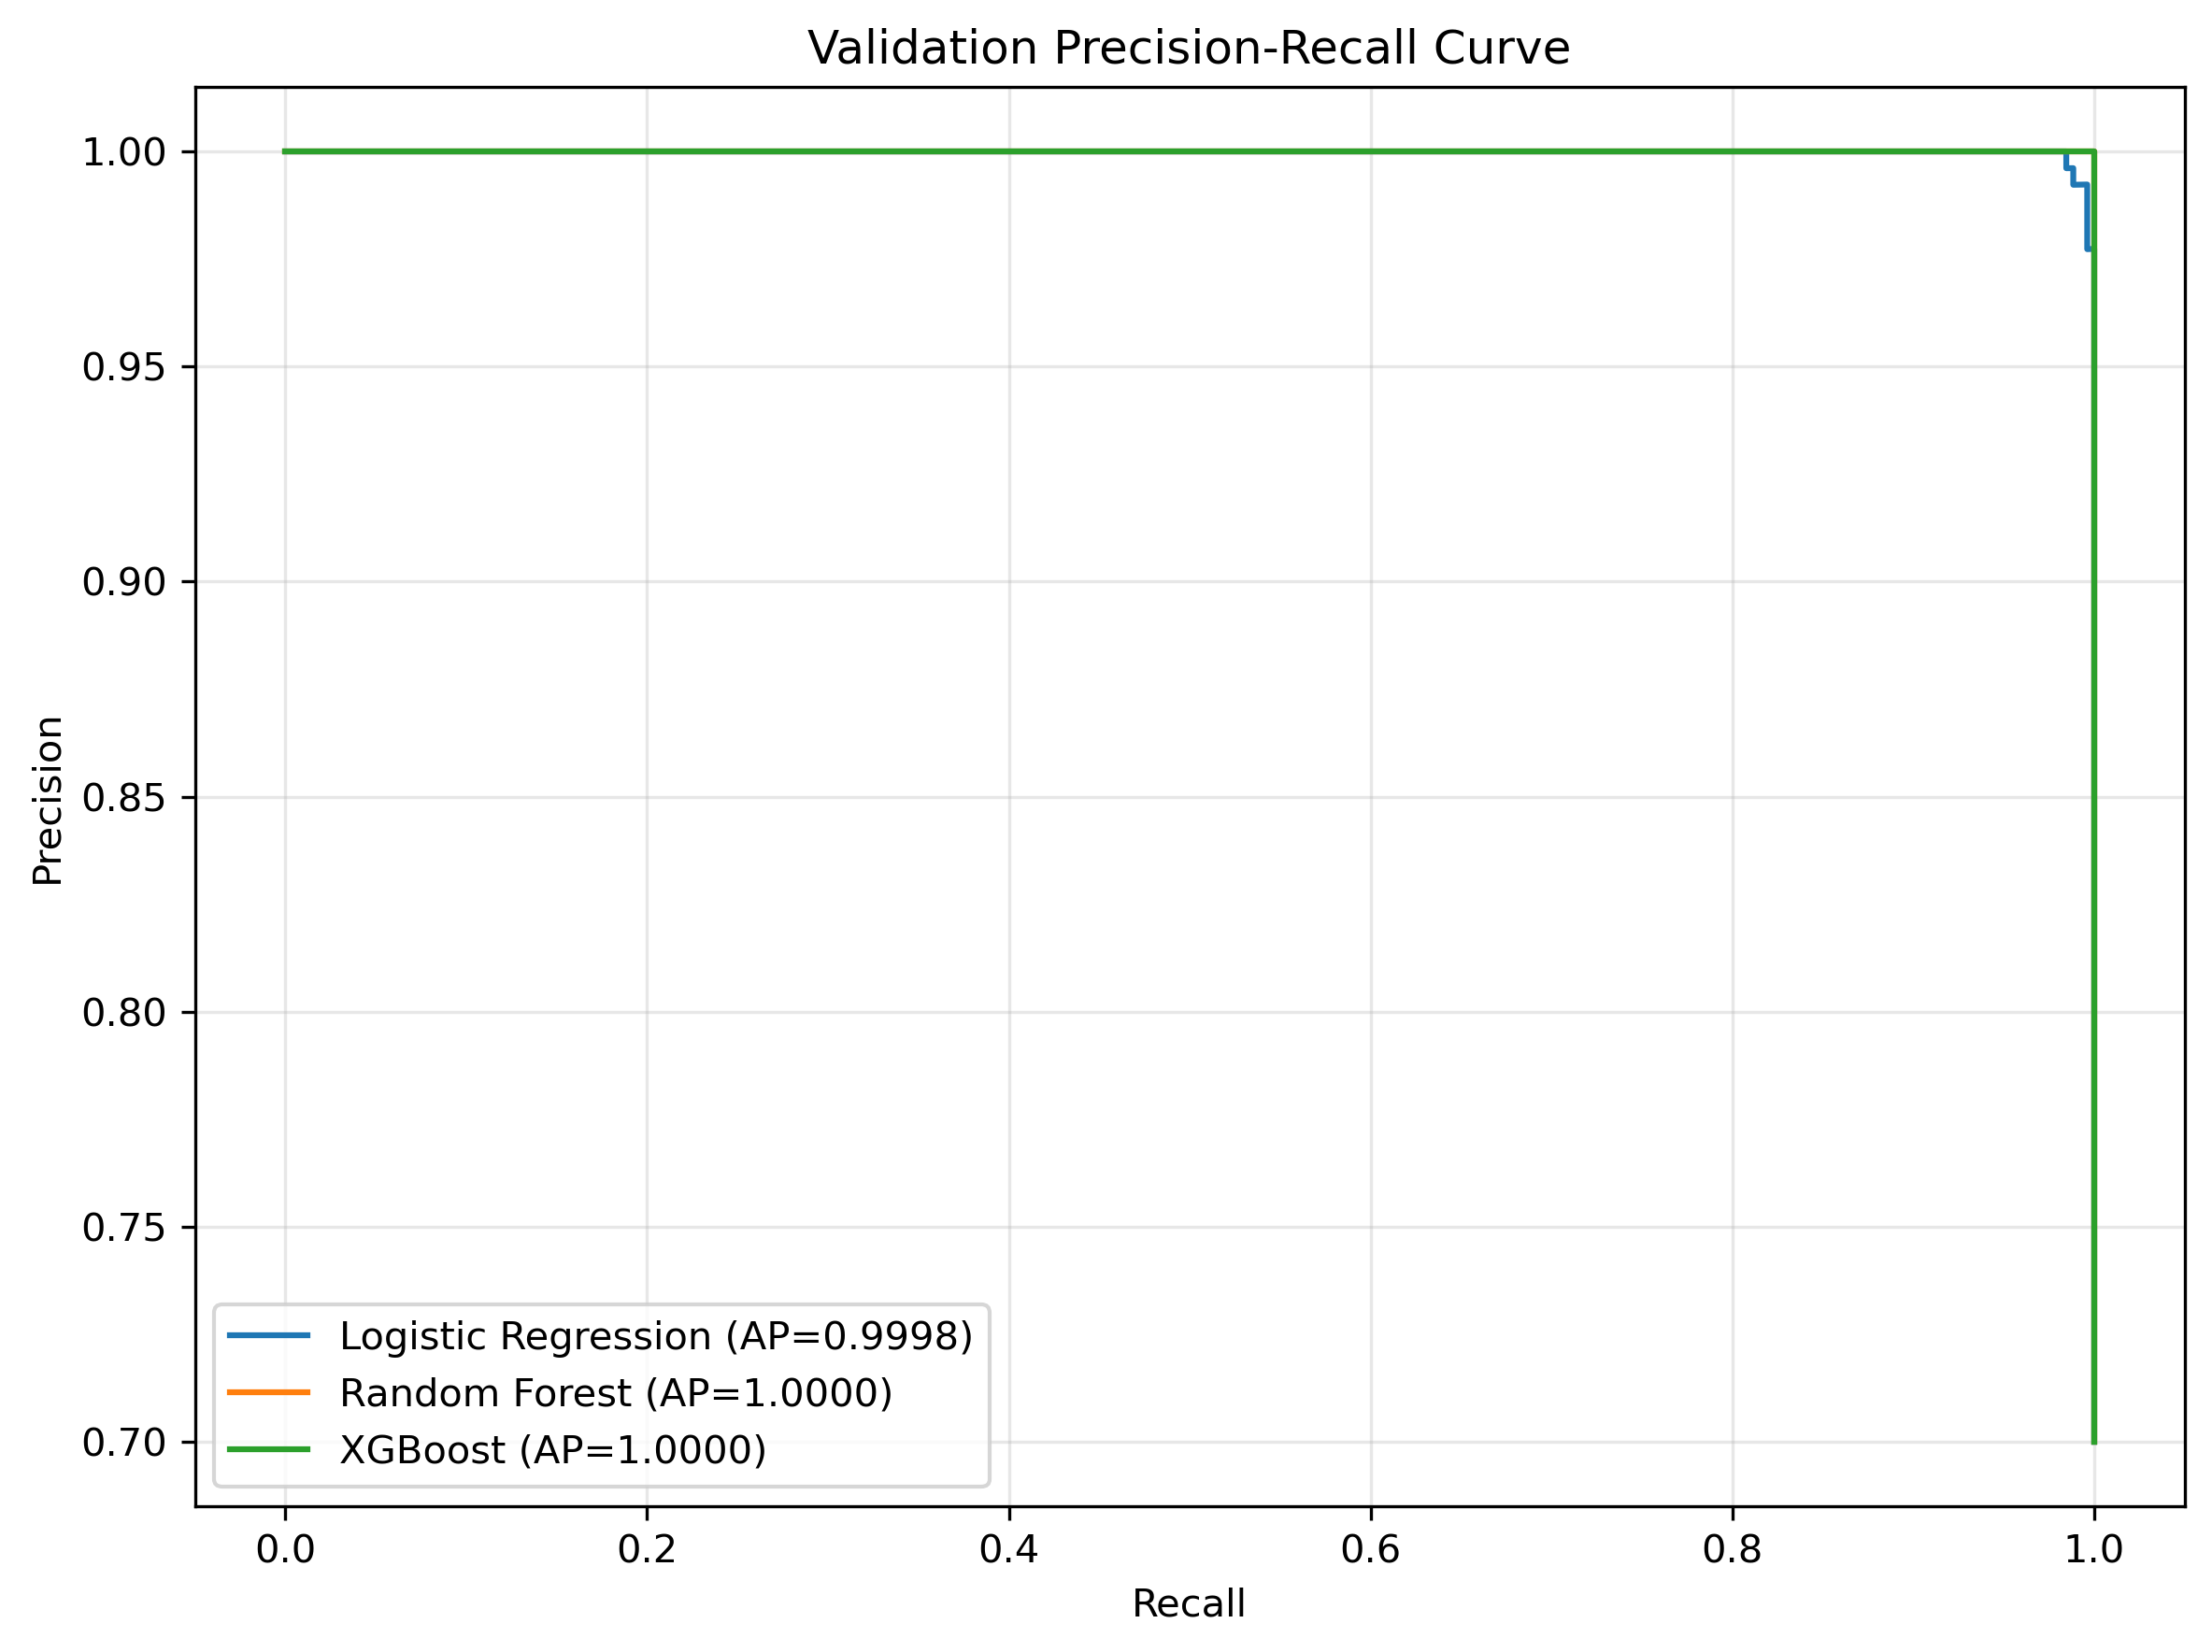 Validation Precision-Recall Curve
1.00
0.95
0.90
0.85
0.80
0.75
0.70
Precision
Logistic Regression (AP=0.9998)
Random Forest (AP=1.0000)
XGBoost (AP=1.0000)
0.0 0.2 0.4 0.6 0.8 1.0
Recall